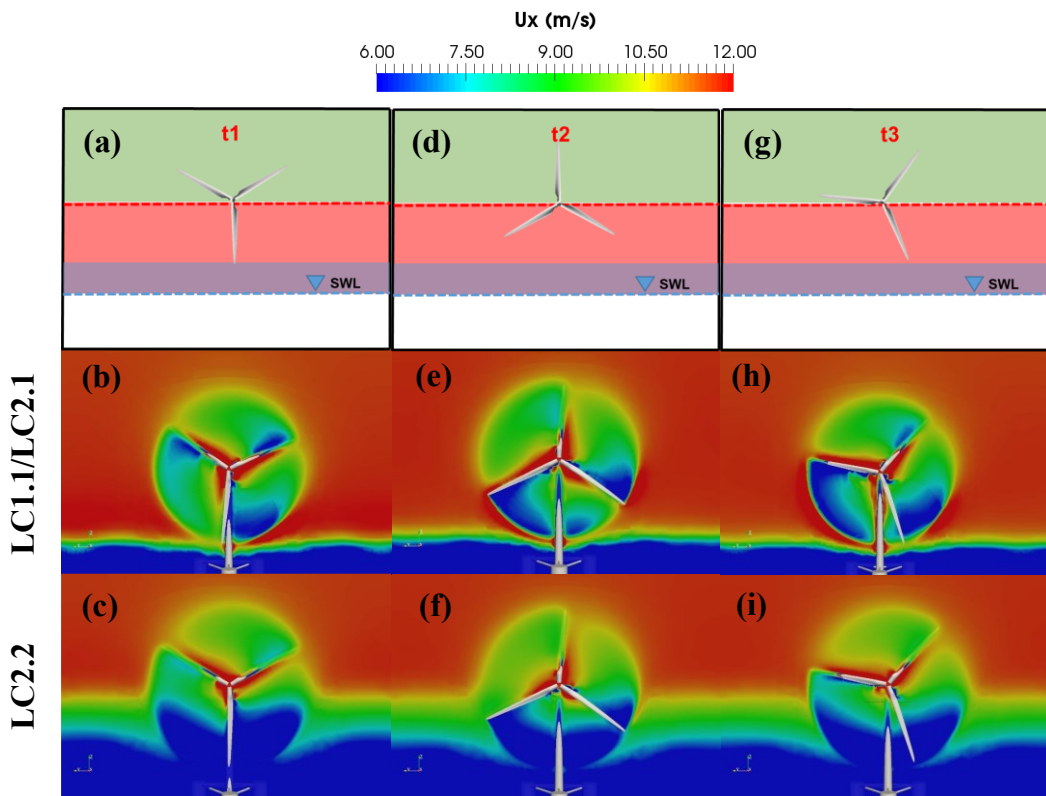 Ux (m/s)
6.00 7.50 9.00 10.50 12.00
(a) t1 (d) t2 (g) t3
SWL SWL SWL
LC1.1/LC2.1
(b) (e) (h)
LC2.2
(c) (f) (i)